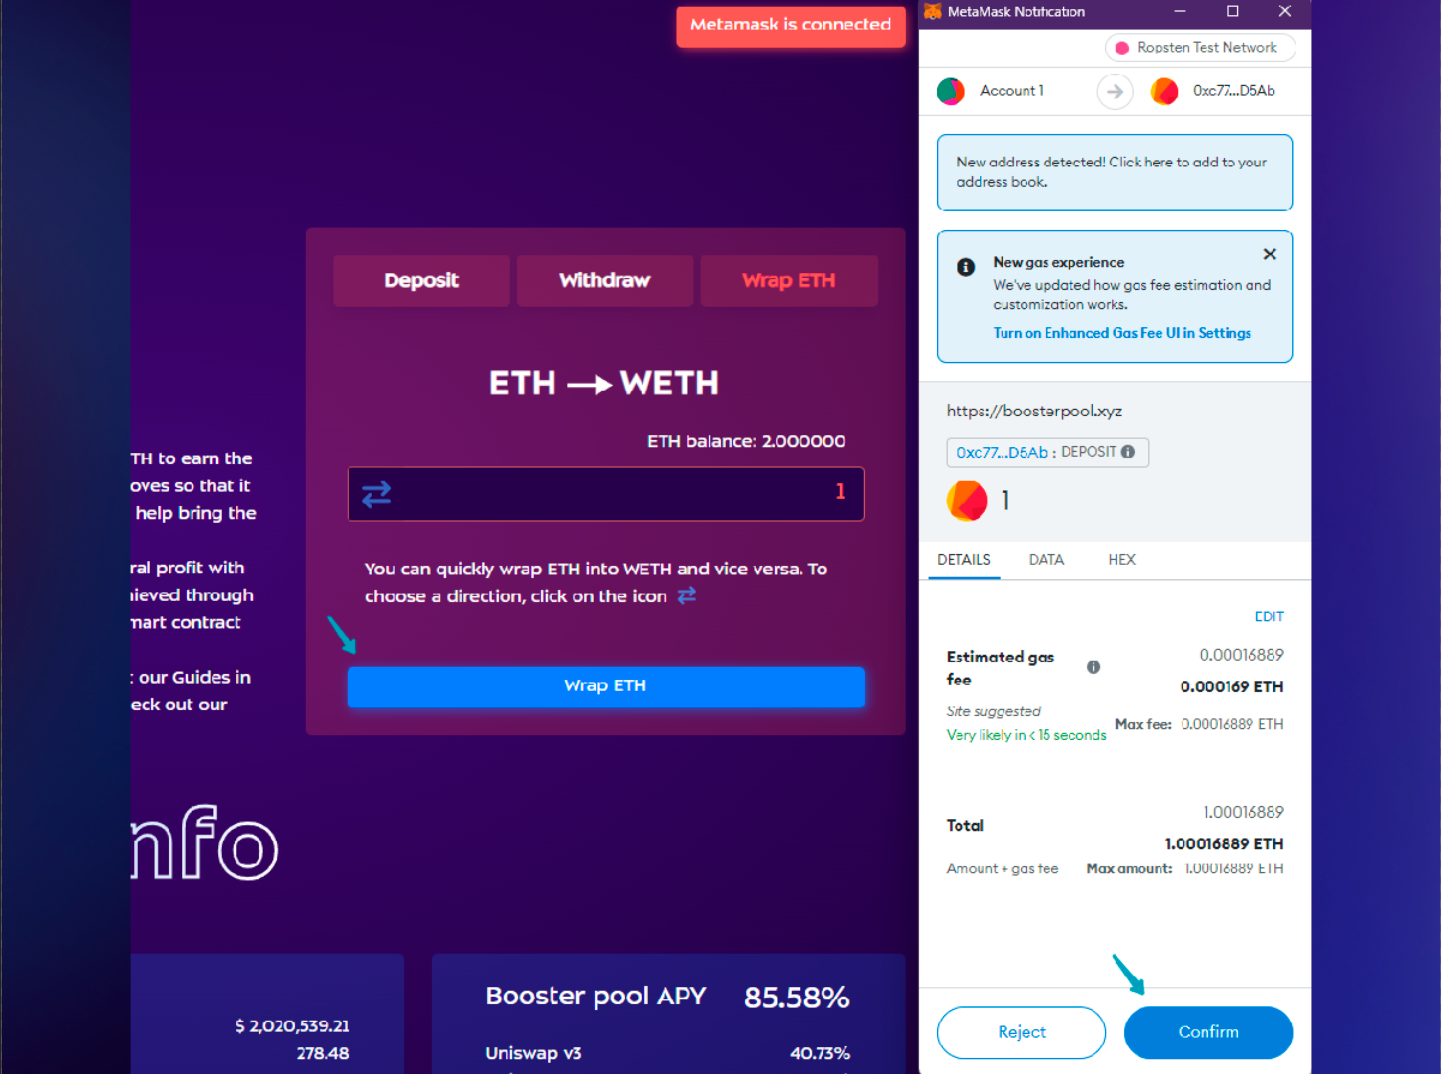 Metamask is connected
Deposit
Withdraw
Wrap ETH
ETH → WETH
ETH balance: 2.000000
1
You can quickly wrap ETH into WETH and vice versa. To
choose a direction, click on the icon
Wrap ETH
TH to earn the
oves so that it
help bring the
ral profit with
hieved through
mart contract
: our Guides in
eck out our
nfo
$ 2,020,539.21
278.48
Booster pool APY 85.58%
Uniswap v3 40.73%
MetaMask Notification
Ropsten Test Network
Account 1
0xc77...D5Ab
New address detected! Click here to add to your
address book.
New gas experience
We've updated how gas fee estimation and
customization works.
Turn on Enhanced Gas Fee UI in Settings
https://boosterpool.xyz
0xc77...D5Ab : DEPOSIT
1
DETAILS
DATA
HEX
EDIT
Estimated gas
fee
0.00016889
0.000169 ETH
Site suggested
Very likely in < 15 seconds
Max fee: 0.00016889 ETH
Total
1.00016889
1.00016889 ETH
Amount + gas fee
Max amount: 1.00016889 ETH
Reject
Confirm